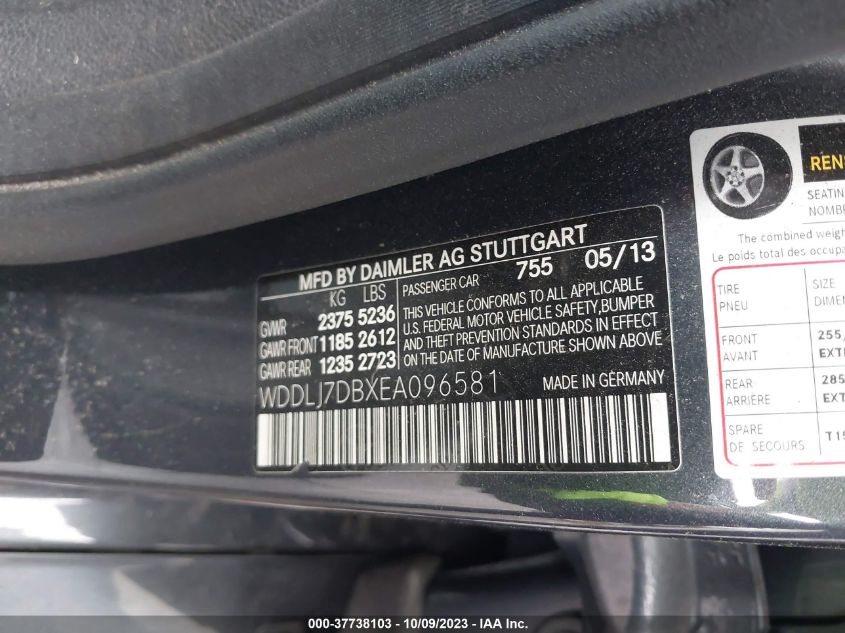 MFD BY DAIMLER AG STUTTGART
KG LBS
GVWR 2375 5236
GAWR FRONT 1185 2612
GAWR REAR 1235 2723
PASSENGER CAR 755 05/13
THIS VEHICLE CONFORMS TO ALL APPLICABLE
U.S. FEDERAL MOTOR VEHICLE SAFETY, BUMPER
AND THEFT PREVENTION STANDARDS IN EFFECT
ON THE DATE OF MANUFACTURE SHOWN ABOVE
WDDLJ7DBXEA096581 MADE IN GERMANY
The combined
Le poids total des
TIRE
PNEU
SIZE
FRONT
AVANT
255
REAR
ARRIÈRE
285
SPARE
DE SECOURS
000-37738103 - 10/09/2023 - IAA Inc.